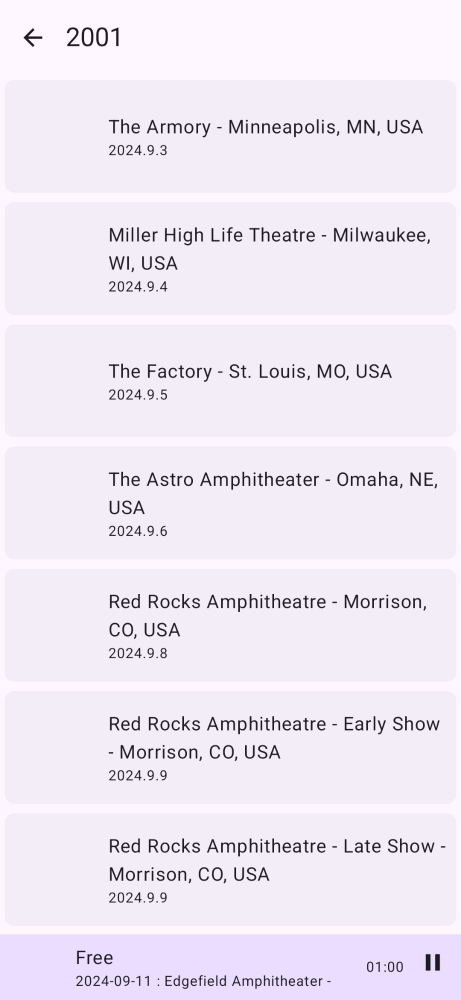 2001
The Armory - Minneapolis, MN, USA
2024.9.3
Miller High Life Theatre - Milwaukee,
WI, USA
2024.9.4
The Factory - St. Louis, MO, USA
2024.9.5
The Astro Amphitheater - Omaha, NE,
USA
2024.9.6
Red Rocks Amphitheatre - Morrison,
CO, USA
2024.9.8
Red Rocks Amphitheatre - Early Show
- Morrison, CO, USA
2024.9.9
Red Rocks Amphitheatre - Late Show -
Morrison, CO, USA
2024.9.9
Free
01:00
2024-09-11 : Edgefield Amphitheater -